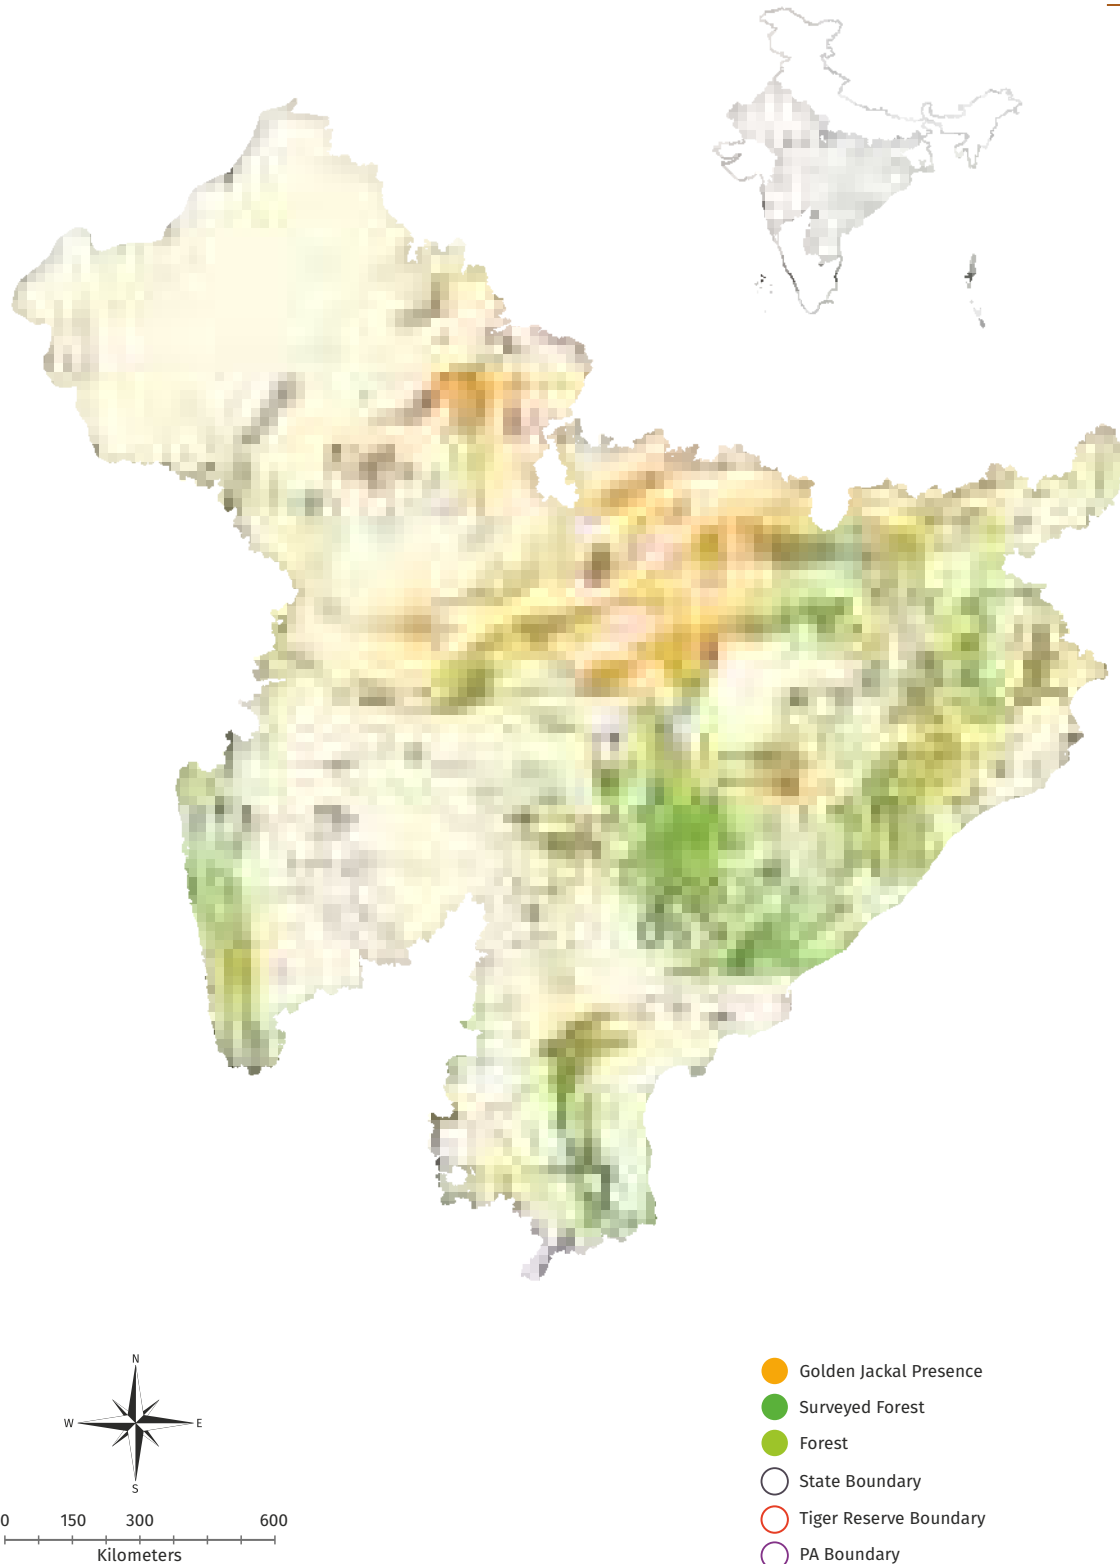 N
W E
S
0 150 300 600
Kilometers
Golden Jackal Presence
Surveyed Forest
Forest
State Boundary
Tiger Reserve Boundary
PA Boundary